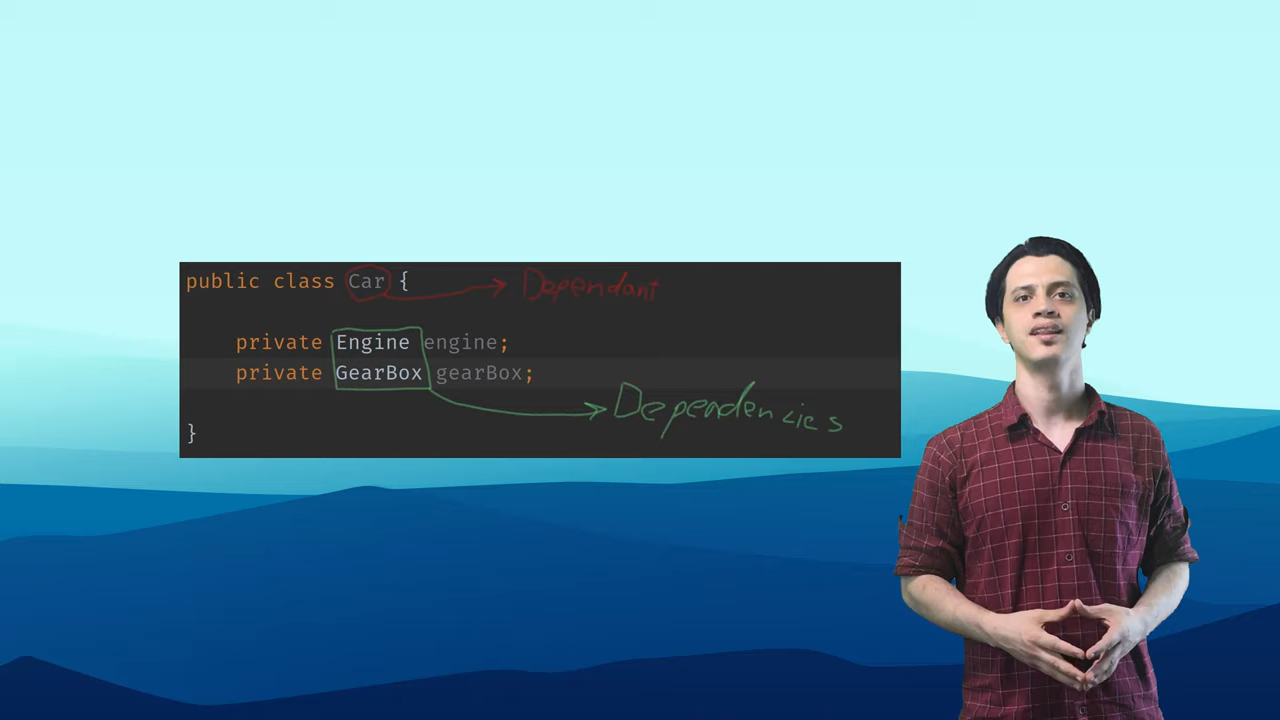 public class Car { Dependant
private Engine engine;
private GearBox gearBox;
Dependencies
}